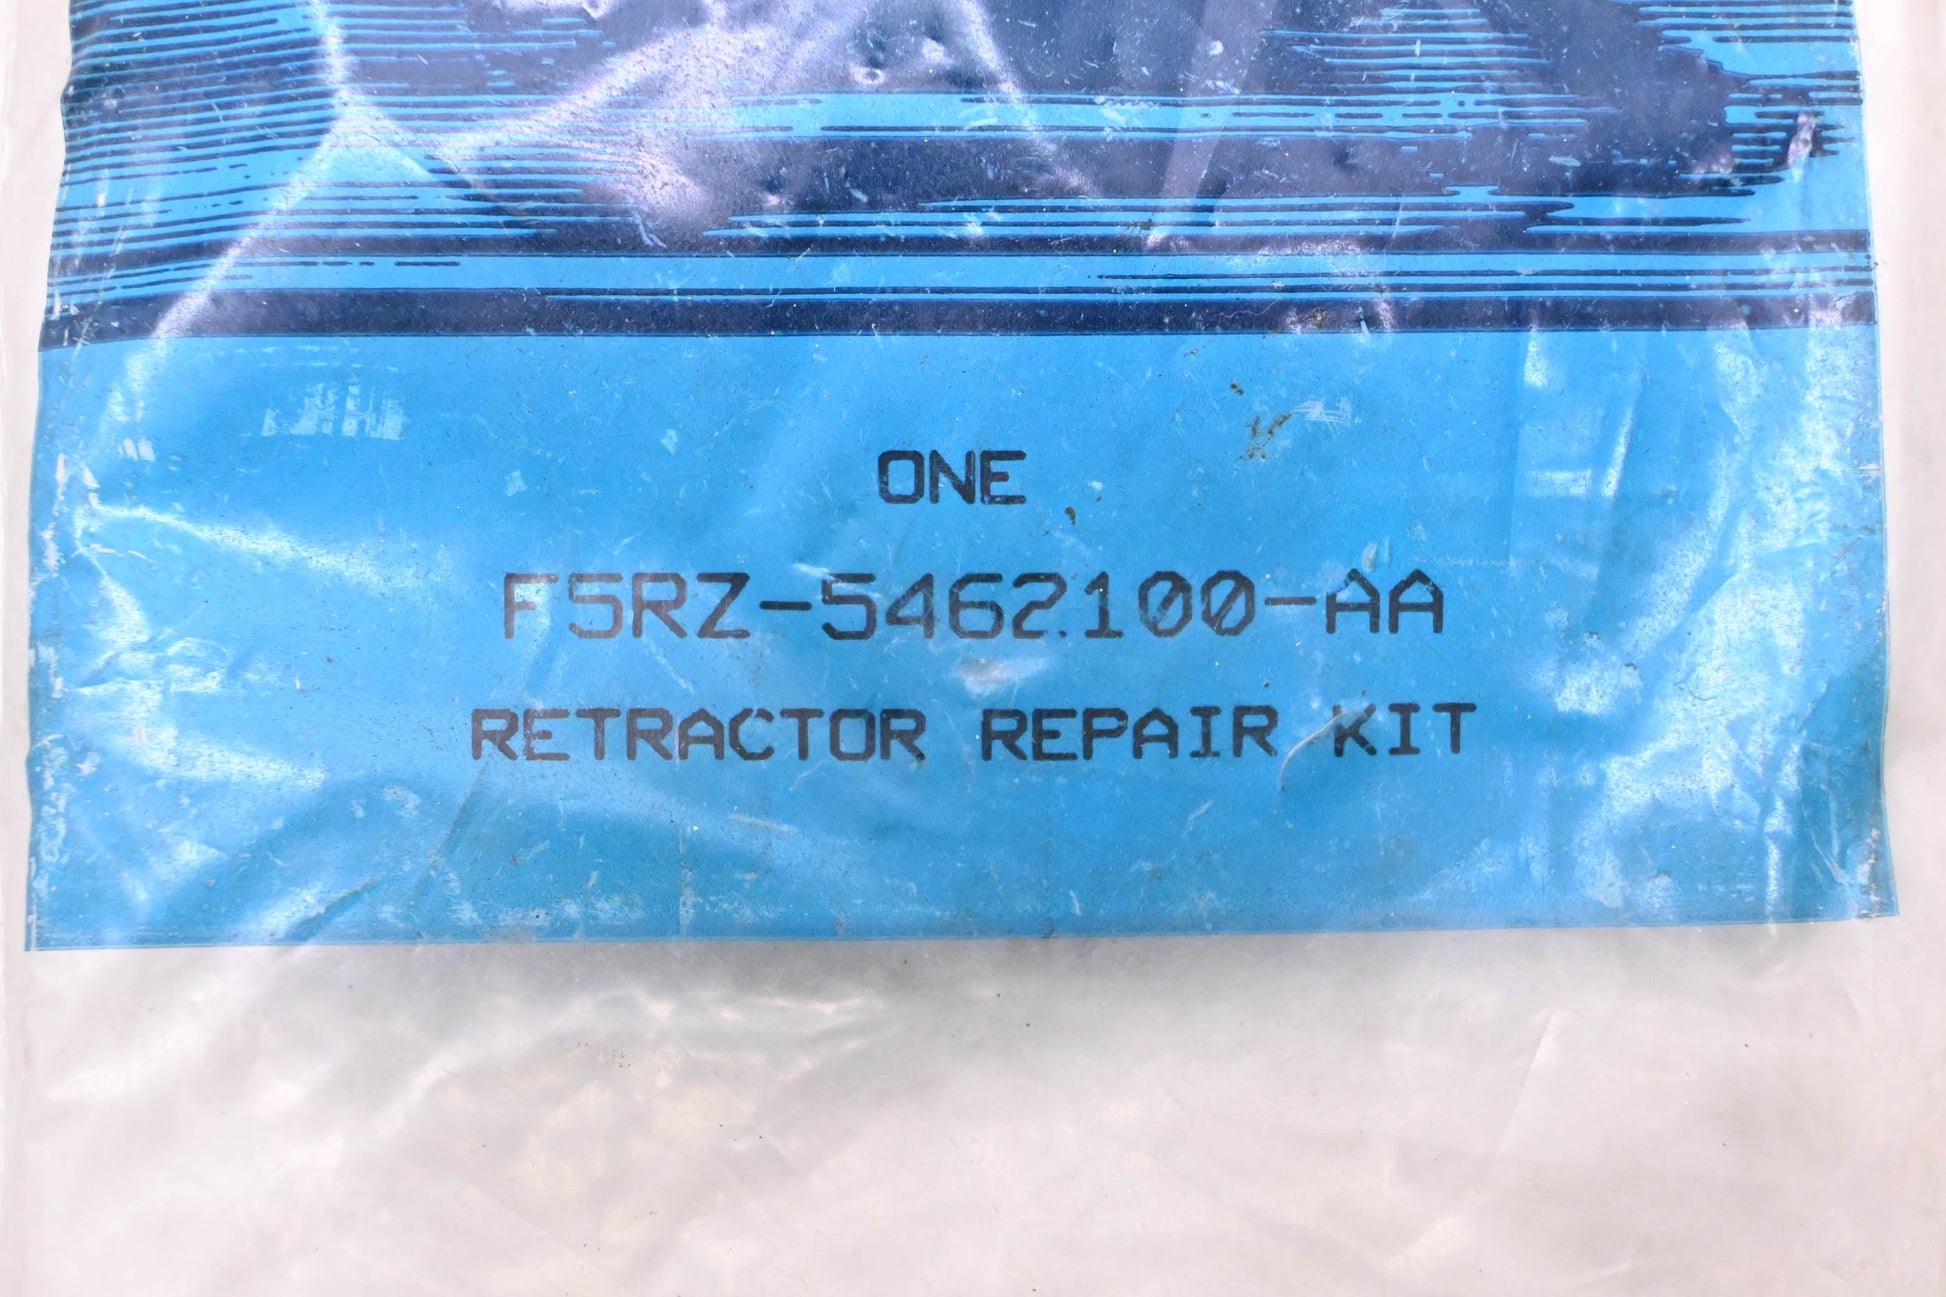 ONE
F5RZ-5462100-AA
RETRACTOR REPAIR KIT